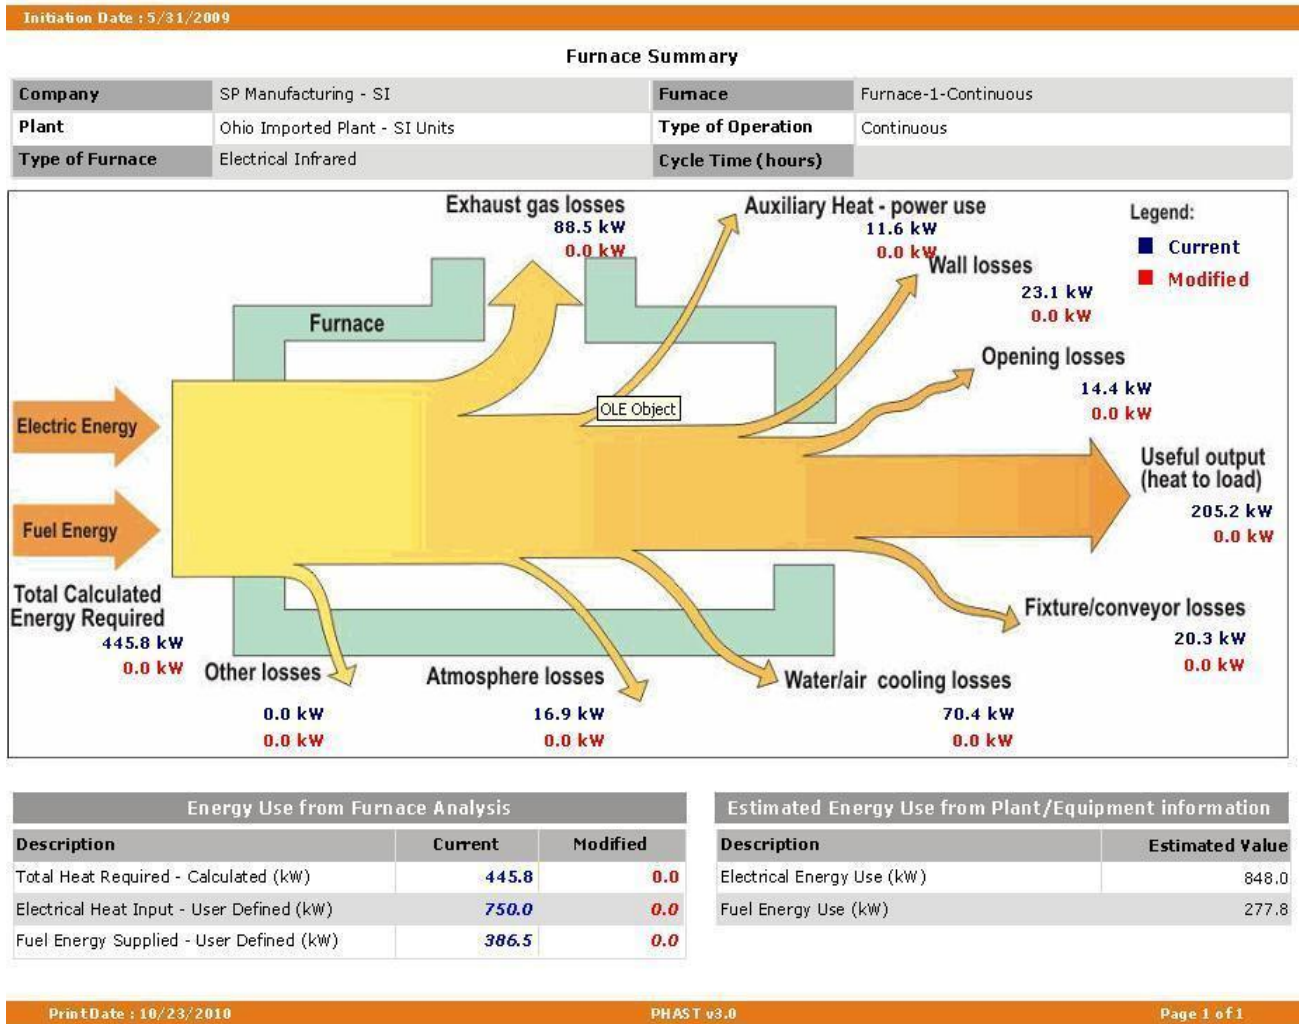 Initiation Date : 5/31/2009
Furnace Summary
Company SP Manufacturing - SI Furnace Furnace-1-Continuous
Plant Ohio Imported Plant - SI Units Type of Operation Continuous
Type of Furnace Electrical Infrared Cycle Time (hours)
Exhaust gas losses
88.5 kW
0.0 kW
Auxiliary Heat - power use
11.6 kW
0.0 kW
Legend:
Current
Modified
Wall losses
23.1 kW
0.0 kW
Furnace
Opening losses
14.4 kW
0.0 kW
OLE Object
Electric Energy
Useful output
(heat to load)
205.2 kW
0.0 kW
Fuel Energy
Total Calculated
Energy Required
445.8 kW
0.0 kW
Fixture/conveyor losses
20.3 kW
0.0 kW
Other losses
0.0 kW
0.0 kW
Atmosphere losses
16.9 kW
0.0 kW
Water/air cooling losses
70.4 kW
0.0 kW
Energy Use from Furnace Analysis
Description Current Modified
Total Heat Required - Calculated (kW) 445.8 0.0
Electrical Heat Input - User Defined (kW) 750.0 0.0
Fuel Energy Supplied - User Defined (kW) 386.5 0.0
Estimated Energy Use from Plant/Equipment information
Description Estimated Value
Electrical Energy Use (kW) 848.0
Fuel Energy Use (kW) 277.8
PrintDate : 10/23/2010 PHAST v3.0 Page 1 of 1